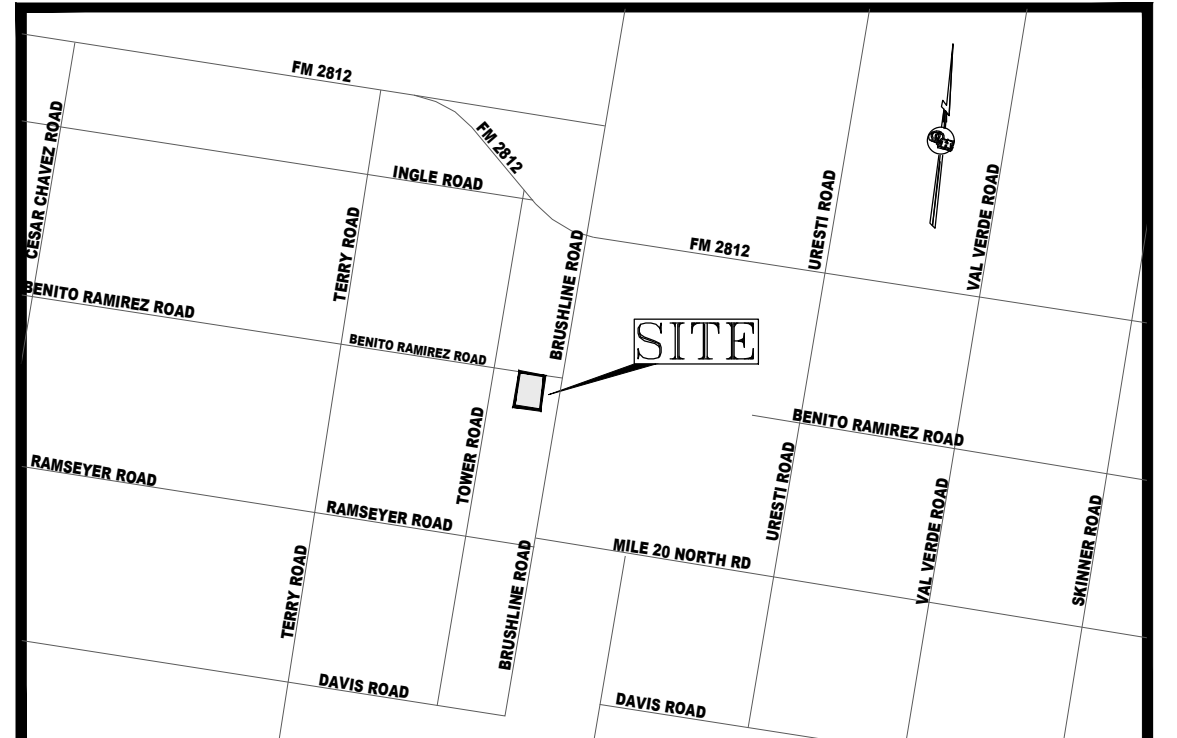 FM 2812
CESAR CHAVEZ ROAD
FM 2812
INGLE ROAD
TERRY ROAD
URESTI ROAD
VAL VERDE ROAD
FM 2812
BRUSHLINE ROAD
BENITO RAMIREZ ROAD
BENITO RAMIREZ ROAD
SITE
BENITO RAMIREZ ROAD
TOWER ROAD
RAMSEYER ROAD
URESTI ROAD
RAMSEYER ROAD
VAL VERDE ROAD
SKINNER ROAD
MILE 20 NORTH RD
TERRY ROAD
BRUSHLINE ROAD
DAVIS ROAD
DAVIS ROAD